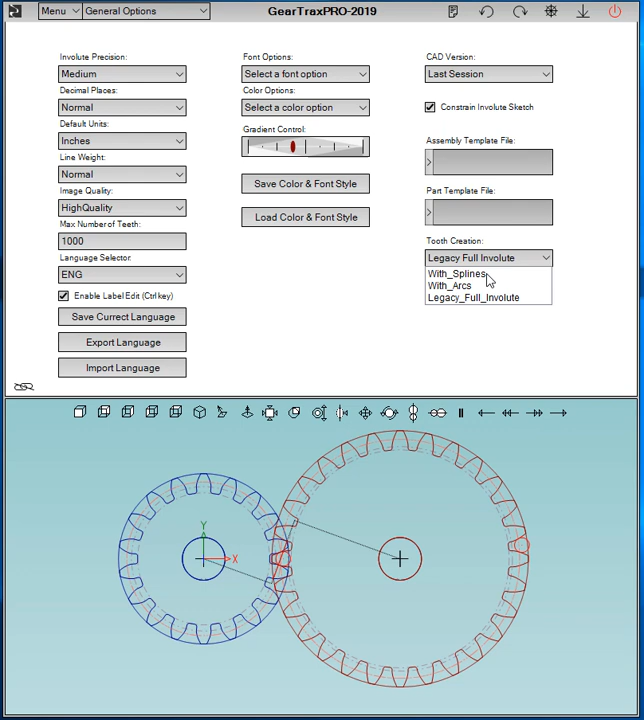 Menu General Options GearTraxPRO-2019
Involute Precision:
Medium
Decimal Places:
Normal
Default Units:
Inches
Line Weight:
Normal
Image Quality:
HighQuality
Max Number of Teeth:
1000
Language Selector:
ENG
Enable Label Edit (Ctrl key)
Save Currect Language
Export Language
Import Language
Font Options:
Select a font option
Color Options:
Select a color option
Gradient Control:
Save Color & Font Style
Load Color & Font Style
CAD Version:
Last Session
Constrain Involute Sketch
Assembly Template File:
>
Part Template File:
>
Tooth Creation:
Legacy Full Involute
With_Splines
With_Arcs
Legacy_Full_Involute
Y
X